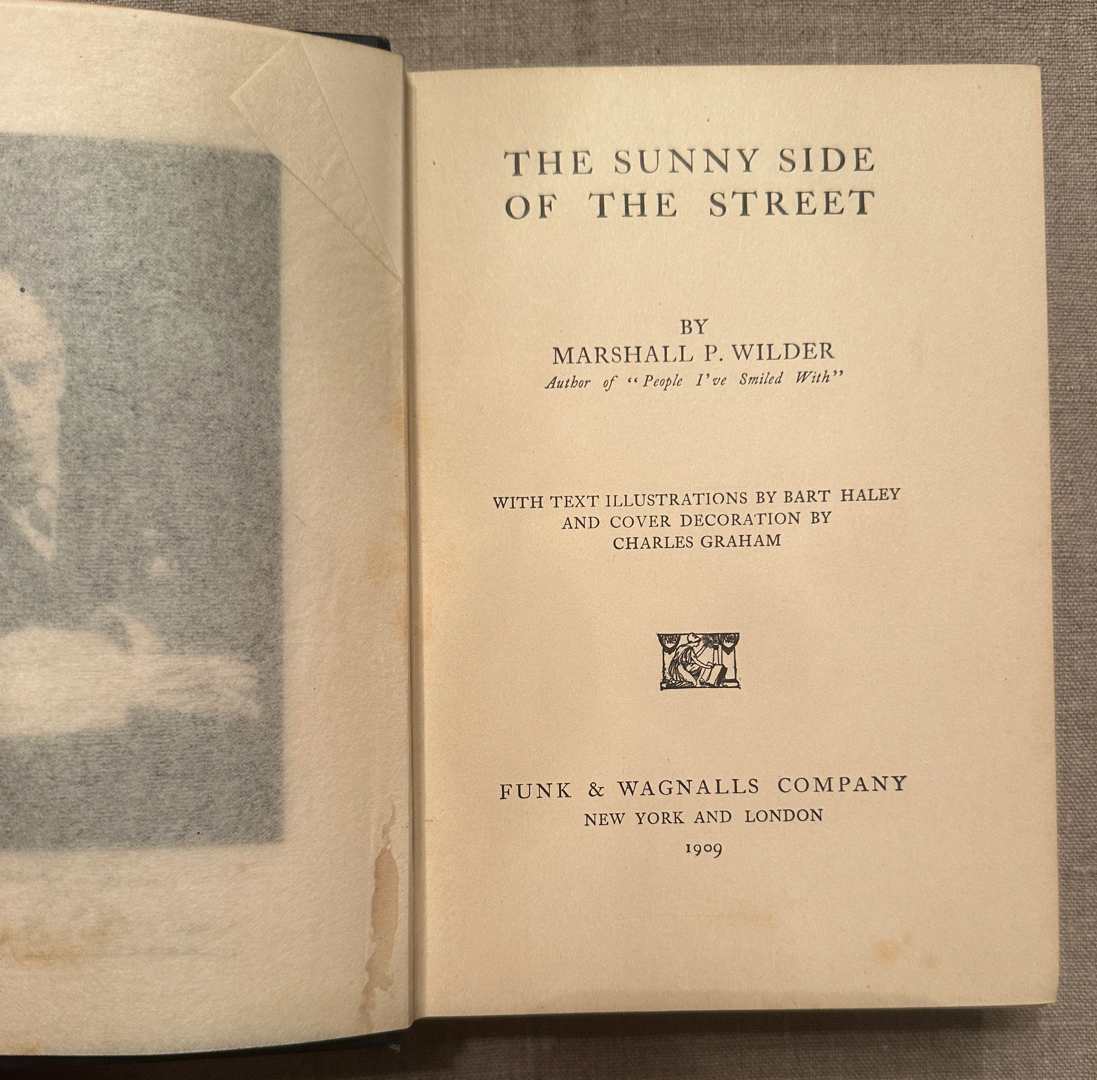 THE SUNNY SIDE
OF THE STREET
BY
MARSHALL P. WILDER
Author of “People I’ve Smiled With”
WITH TEXT ILLUSTRATIONS BY BART HALEY
AND COVER DECORATION BY
CHARLES GRAHAM
FUNK & WAGNALLS COMPANY
NEW YORK AND LONDON
1909